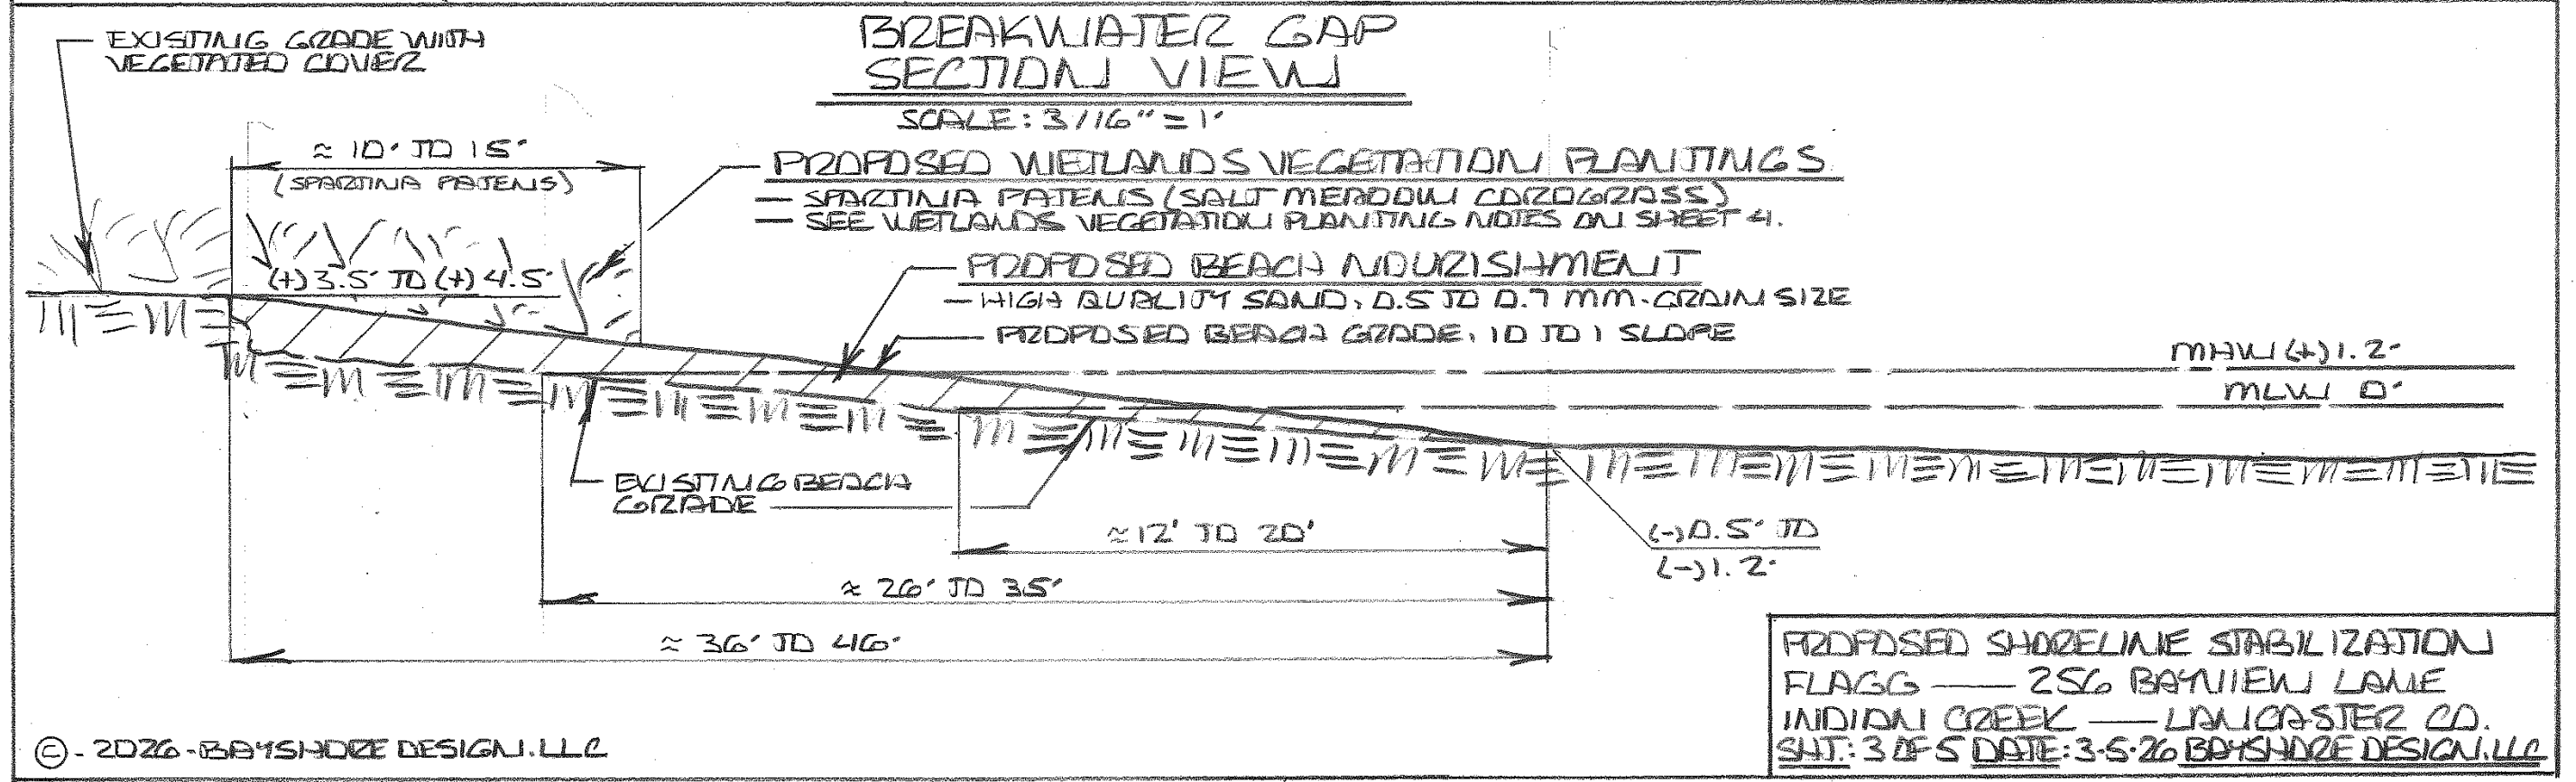 EXISTING GRADE WITH
VEGETATED COVER
BREAKWATER GAP
SECTION VIEW
SCALE: 3/16" = 1'
≈ 10' TO 15'
(SPARTINA PATENS)
PROPOSED WETLANDS VEGETATION PLANTINGS
— SPARTINA PATENS (SALT MEADOW CORDGRASS)
— SEE WETLANDS VEGETATION PLANTING NOTES ON SHEET 4.
(+) 3.5' TO (+) 4.5'
PROPOSED BEACH NOURISHMENT
— HIGH QUALITY SAND, 0.5 TO 0.7 MM. GRAIN SIZE
PROPOSED BEACH GRADE, 10 TO 1 SLOPE
MHW (+) 1.2'
MLW 0'
EXISTING BEACH
GRADE
≈ 12' TO 20'
(-) 0.5' TO
(-) 1.2'
≈ 26' TO 35'
≈ 36' TO 46'
PROPOSED SHORELINE STABILIZATION
FLAGG — 256 BAYVIEW LANE
INDIAN CREEK — LANCASTER CO.
SHT.: 3 OF 5 DATE: 3-5-26 BAYSHORE DESIGN, LLC
© - 2026 - BAYSHORE DESIGN, LLC